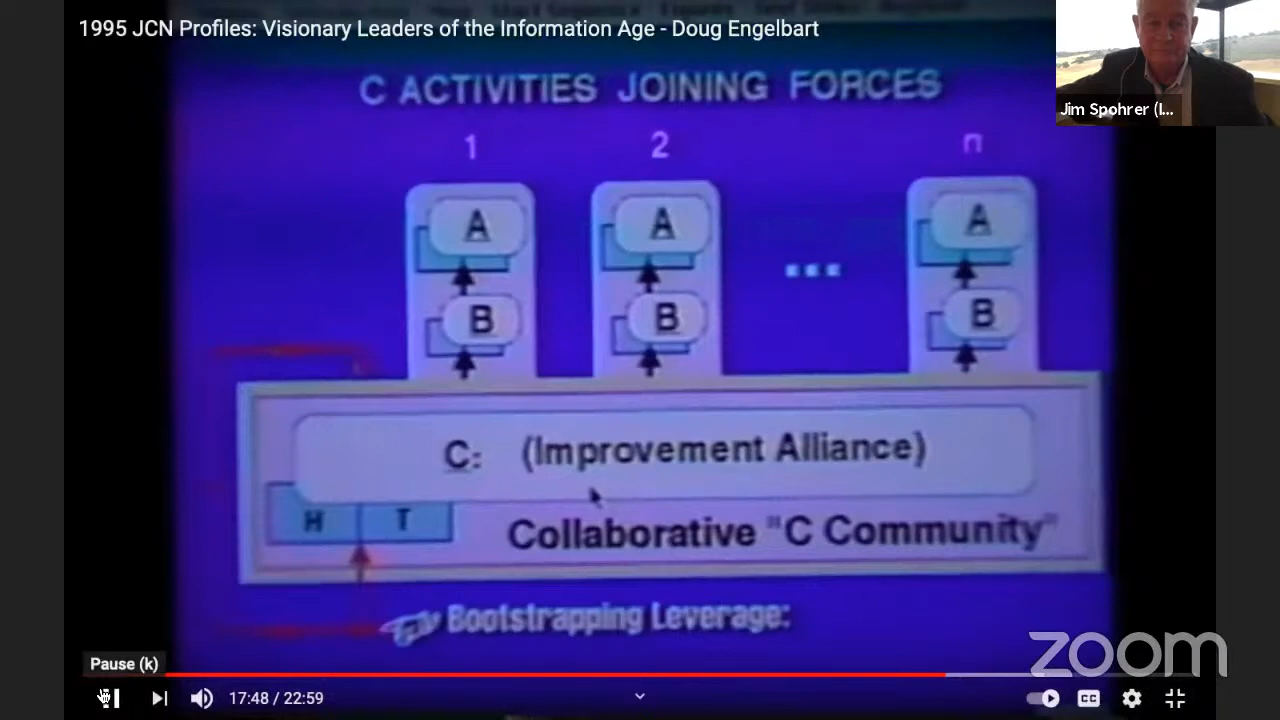 1995 JCN Profiles: Visionary Leaders of the Information Age - Doug Engelbart
Jim Spohrer (I...
C ACTIVITIES JOINING FORCES
1 2 n
A A ... A
B B B
C: (Improvement Alliance)
H T
Collaborative "C Community"
Bootstrapping Leverage:
zoom
Pause (k)
17:48 / 22:59
CC